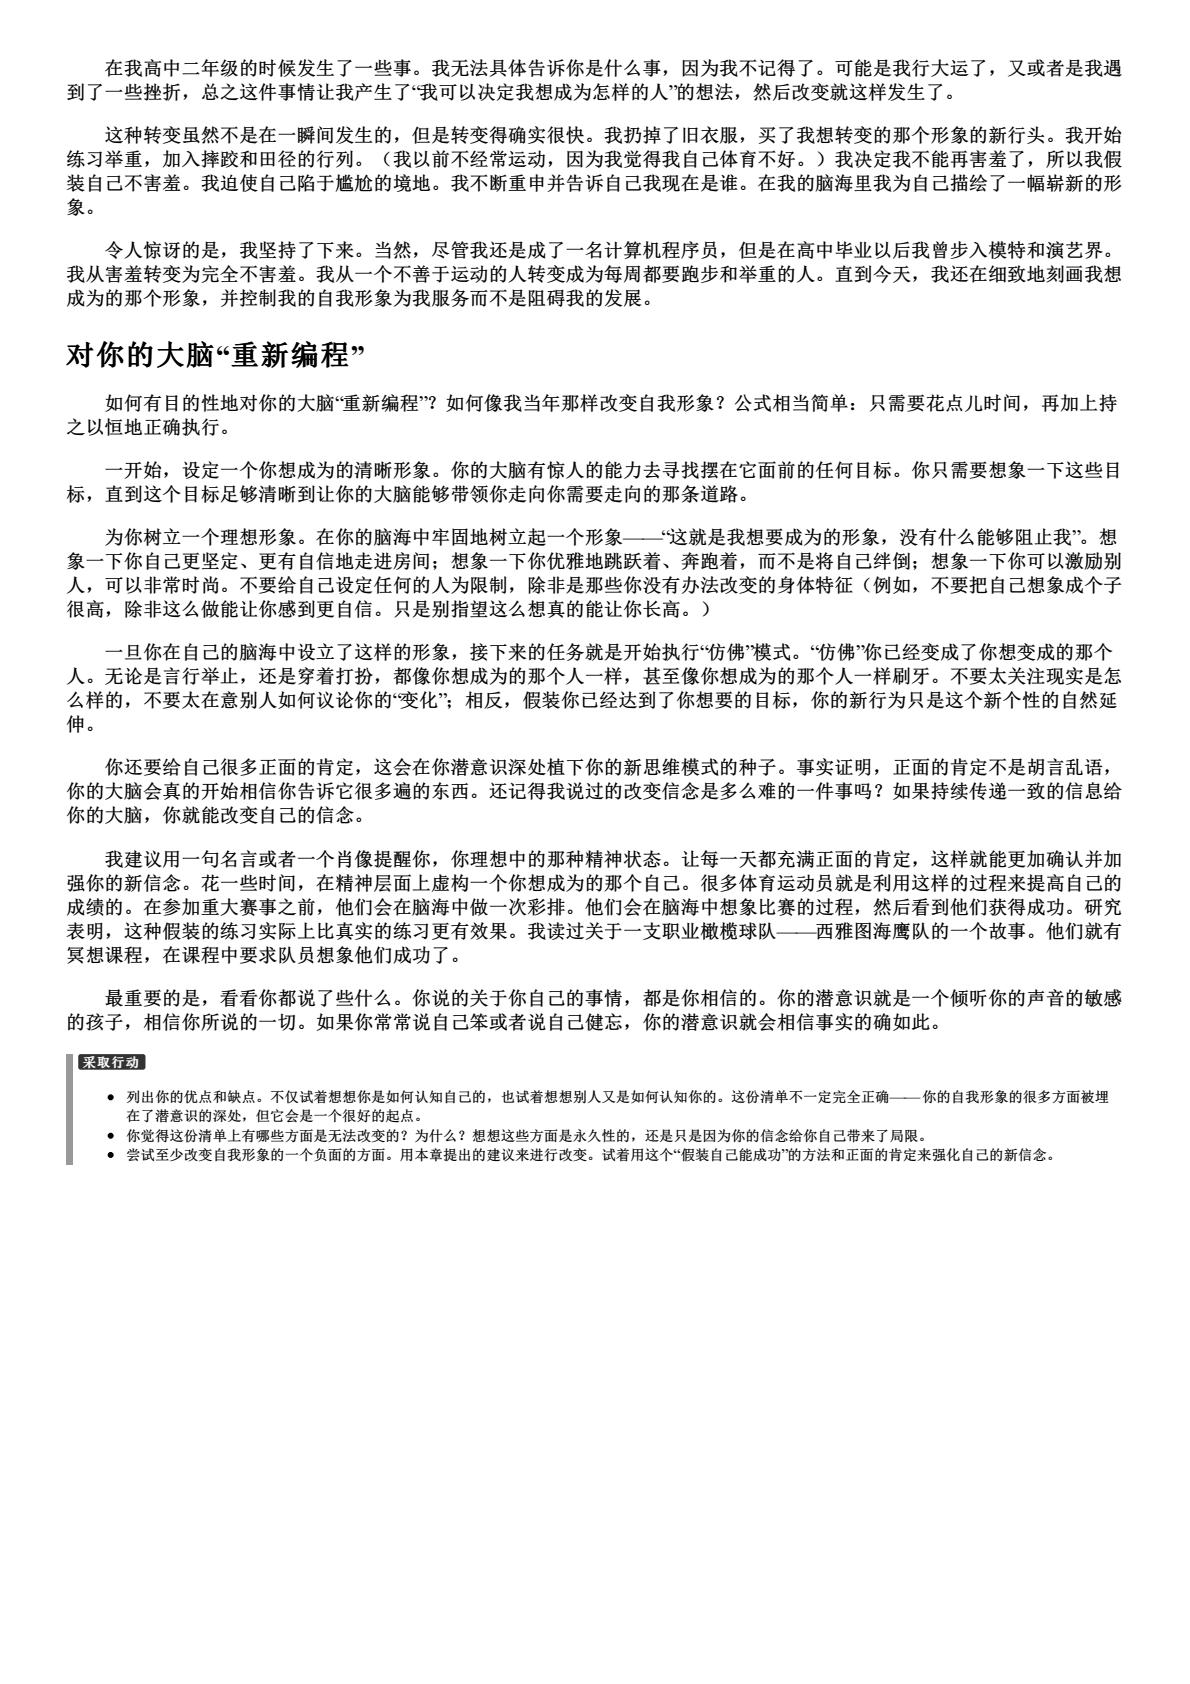 在我高中二年级的时候发生了一些事。我无法具体告诉你是什么事，因为我不记得了。可能是我行大运了，又或者是我遇
到了一些挫折，总之这件事情让我产生了“我可以决定我想成为怎样的人”的想法，然后改变就这样发生了。
这种转变虽然不是在一瞬间发生的，但是转变得确实很快。我扔掉了旧衣服，买了我想转变的那个形象的新行头。我开始
练习举重，加入摔跤和田径的行列。（我以前不经常运动，因为我觉得我自己体育不好。）我决定我不能再害羞了，所以我假
装自己不害羞。我迫使自己陷于尴尬的境地。我不断重申并告诉自己我现在是谁。在我的脑海里我为自己描绘了一幅崭新的形
象。
令人惊讶的是，我坚持了下来。当然，尽管我还是成了一名计算机程序员，但是在高中毕业以后我曾步入模特和演艺界。
我从害羞转变为完全不害羞。我从一个不善于运动的人转变成为每周都要跑步和举重的人。直到今天，我还在细致地刻画我想
成为的那个形象，并控制我的自我形象为我服务而不是阻碍我的发展。
对你的大脑“重新编程”
如何有目的性地对你的大脑“重新编程”？如何像我当年那样改变自我形象？公式相当简单：只需要花点儿时间，再加上持
之以恒地正确执行。
一开始，设定一个你想成为的清晰形象。你的大脑有惊人的能力去寻找摆在它面前的任何目标。你只需要想象一下这些目
标，直到这个目标足够清晰到让你的大脑能够带领你走向你需要走向的那条道路。
为你树立一个理想形象。在你的脑海中牢固地树立起一个形象——“这就是我想要成为的形象，没有什么能够阻止我”。想
象一下你自己更坚定、更有自信地走进房间；想象一下你优雅地跳跃着、奔跑着，而不是将自己绊倒；想象一下你可以激励别
人，可以非常时尚。不要给自己设定任何的人为限制，除非是那些你没有办法改变的身体特征（例如，不要把自己想象成个子
很高，除非这么做能让你感到更自信。只是别指望这么想真的能让你长高。）
一旦你在自己的脑海中设立了这样的形象，接下来的任务就是开始执行“仿佛”模式。“仿佛”你已经变成了你想变成的那个
人。无论是言行举止，还是穿着打扮，都像你想成为的那个人一样，甚至像你想成为的那个人一样刷牙。不要太关注现实是怎
么样的，不要太在意别人如何议论你的“变化”；相反，假装你已经达到了你想要的目标，你的新行为只是这个新个性的自然延
伸。
你还要给自己很多正面的肯定，这会在你潜意识深处植下你的新思维模式的种子。事实证明，正面的肯定不是胡言乱语，
你的大脑会真的开始相信你告诉它很多遍的东西。还记得我说过的改变信念是多么难的一件事吗？如果持续传递一致的信息给
你的大脑，你就能改变自己的信念。
我建议用一句名言或者一个肖像提醒你，你理想中的那种精神状态。让每一天都充满正面的肯定，这样就能更加确认并加
强你的新信念。花一些时间，在精神层面上虚构一个你想成为的那个自己。很多体育运动员就是利用这样的过程来提高自己的
成绩的。在参加重大赛事之前，他们会在脑海中做一次彩排。他们会在脑海中想象比赛的过程，然后看到他们获得成功。研究
表明，这种假装的练习实际上比真实的练习更有效果。我读过关于一支职业橄榄球队——西雅图海鹰队的一个故事。他们就有
冥想课程，在课程中要求队员想象他们成功了。
最重要的是，看看你都说了些什么。你说的关于你自己的事情，都是你相信的。你的潜意识就是一个倾听你的声音的敏感
的孩子，相信你所说的一切。如果你常常说自己笨或者说自己健忘，你的潜意识就会相信事实的确如此。
采取行动
● 列出你的优点和缺点。不仅试着想想你是如何认知自己的，也试着想想别人又是如何认知你的。这份清单不一定完全正确——你的自我形象的很多方面被埋
在了潜意识的深处，但它会是一个很好的起点。
● 你觉得这份清单上有哪些方面是无法改变的？为什么？想想这些方面是永久性的，还是只是因为你的信念给你自己带来了局限。
● 尝试至少改变自我形象的一个负面的方面。用本章提出的建议来进行改变。试着用这个“假装自己能成功”的方法和正面的肯定来强化自己的新信念。